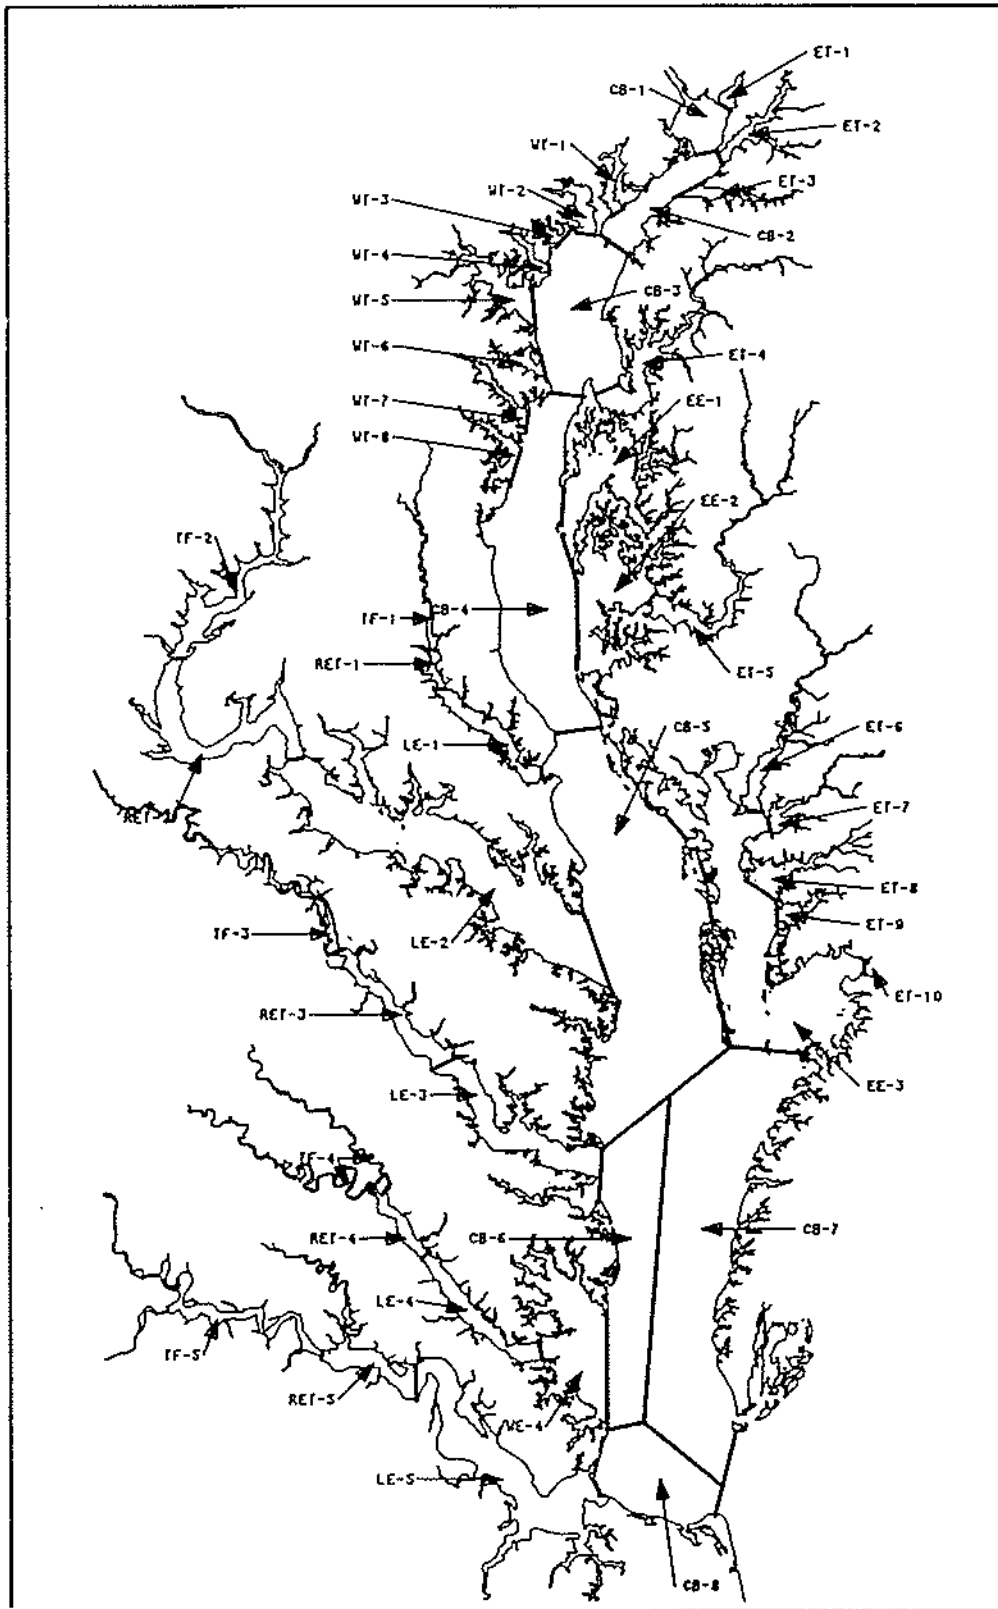 ET-1
CB-1
ET-2
WT-1
ET-3
WT-2
WT-3
CB-2
WT-4
CB-3
WT-5
WT-6
ET-4
WT-7
EE-1
WT-8
EE-2
TF-2
CB-4
TF-1
RET-1
ET-5
CB-5
ET-6
LE-1
ET-7
RET-2
ET-8
ET-9
TF-3
LE-2
ET-10
RET-3
EE-3
LE-3
TF-4
CB-7
RET-4
CB-6
LE-4
TF-5
RET-5
WE-4
LE-5
CB-8